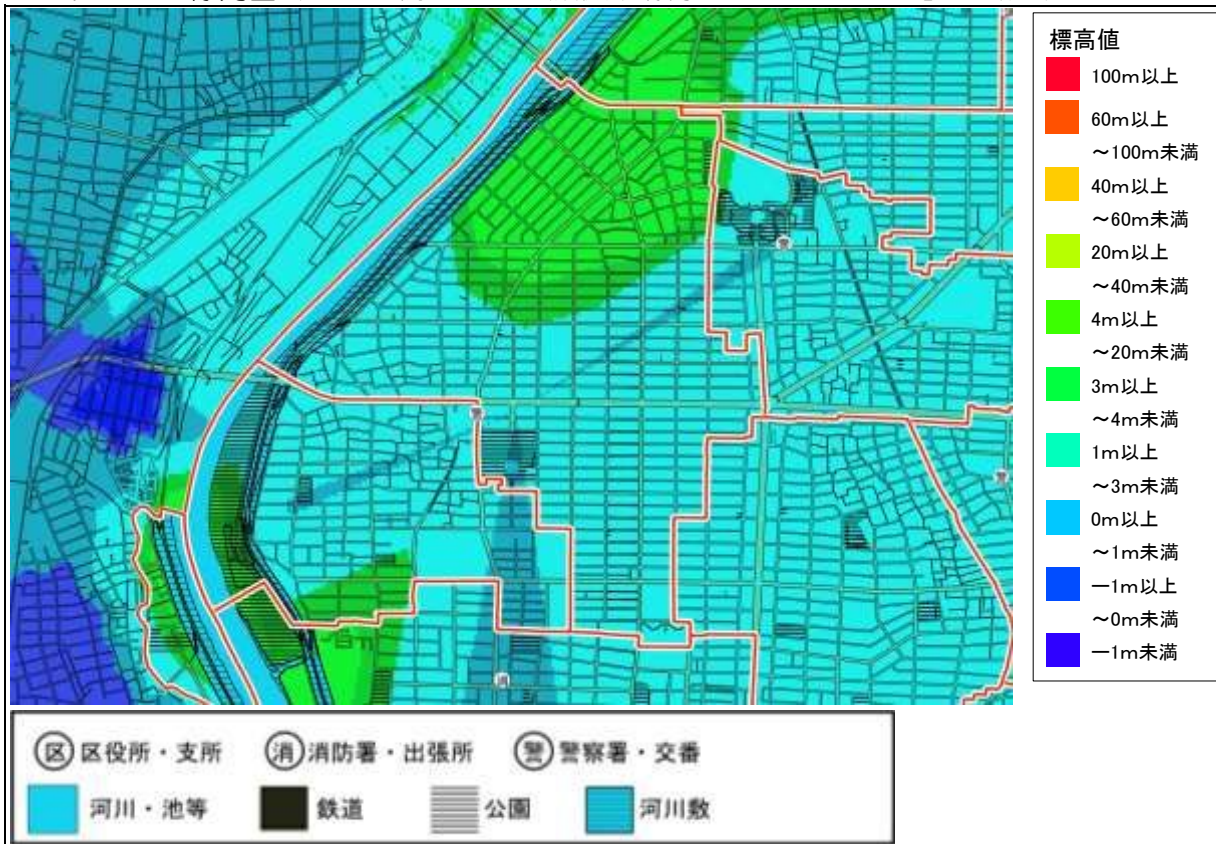 標高値
100m以上
60m以上
～100m未満
40m以上
～60m未満
20m以上
～40m未満
4m以上
～20m未満
3m以上
～4m未満
1m以上
～3m未満
0m以上
～1m未満
－1m以上
～0m未満
－1m未満
警
警
警
消
区 区役所・支所 消 消防署・出張所 警 警察署・交番
河川・池等 鉄道 公園 河川敷